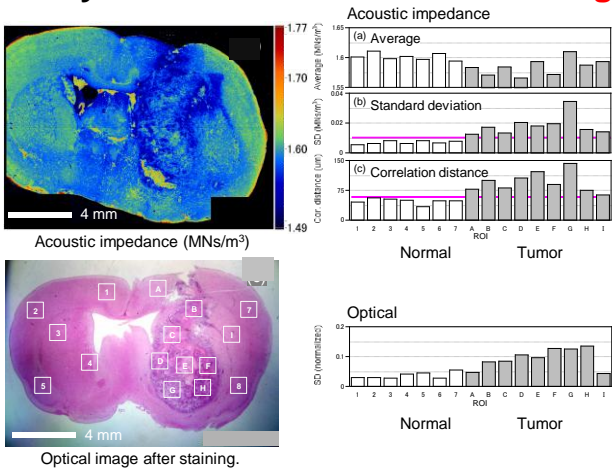 Acoustic impedance
1.77
1.70
1.60
1.49
4 mm
Acoustic impedance (MNs/m³)
(a) Average
Average (MNs/m³)
1.65
1.6
1.55
(b) Standard deviation
SD (MNs/m³)
0.04
0.02
0
(c) Correlation distance
Cor. distance (um)
150
75
0
1 2 3 4 5 6 7 8 A B C D E F G H I
ROI
Normal Tumor
1
A
2
B
7
3
C
I
4
D
E
F
5
G
H
8
4 mm
Optical image after staining.
Optical
SD (normalized)
0.2
0.1
0
1 2 3 4 5 6 7 8 A B C D E F G H I
ROI
Normal Tumor